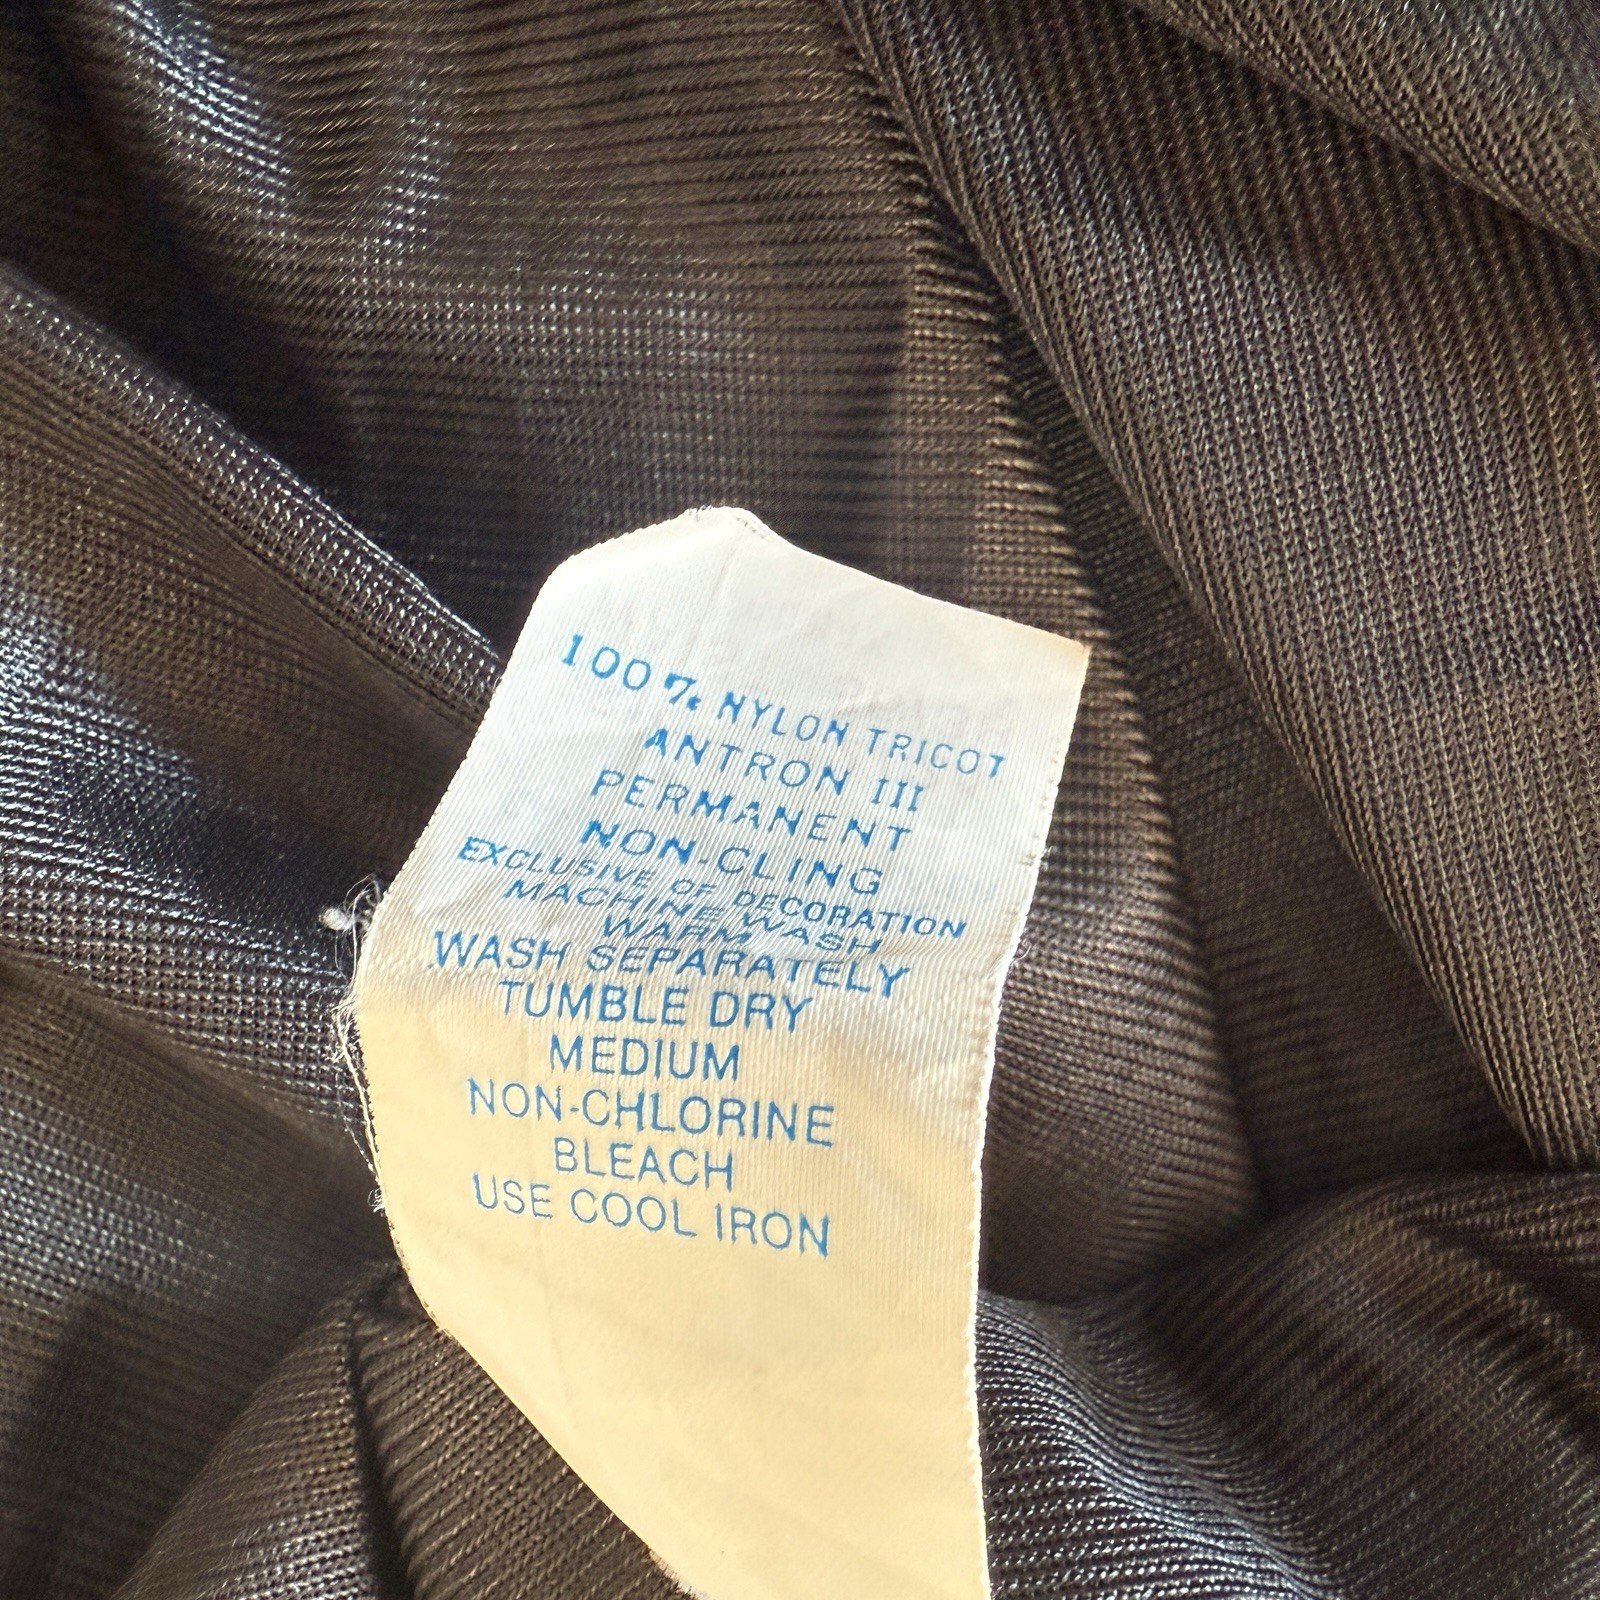 100% NYLON TRICOT
ANTRON III
PERMANENT
NON-CLING
EXCLUSIVE OF DECORATION
MACHINE WASH
WARM
WASH SEPARATELY
TUMBLE DRY
MEDIUM
NON-CHLORINE
BLEACH
USE COOL IRON